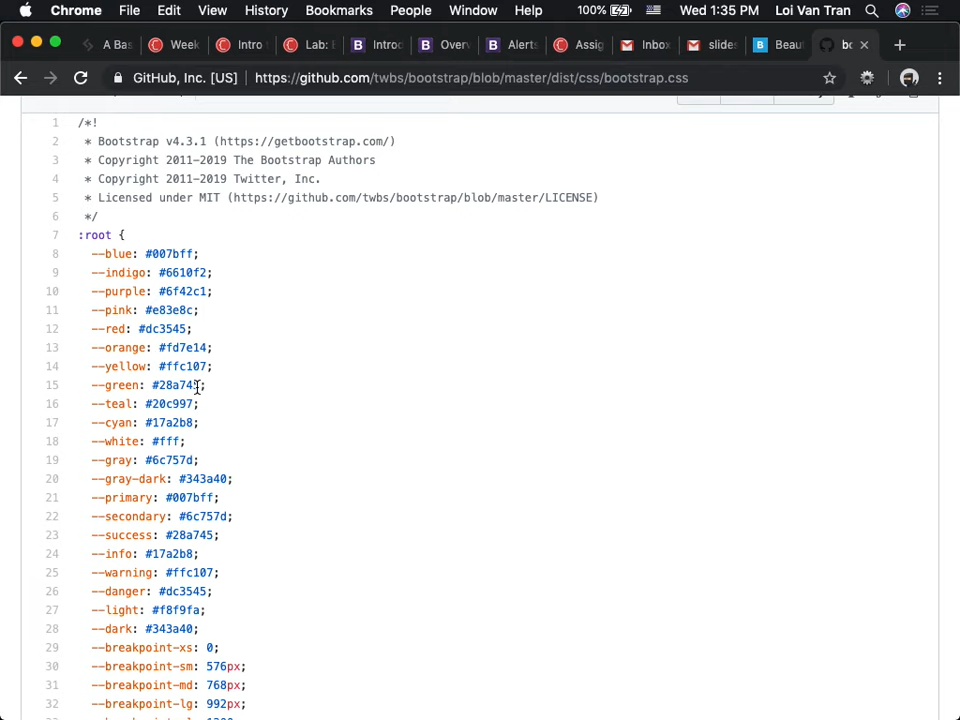 Chrome File Edit View History Bookmarks People Window Help 100% Wed 1:35 PM Loi Van Tran
A Bas Week Intro Lab: Introd Overv Alerts Assig Inbox slides Beau bo
GitHub, Inc. [US] https://github.com/twbs/bootstrap/blob/master/dist/css/bootstrap.css
1 /*!
2 * Bootstrap v4.3.1 (https://getbootstrap.com/)
3 * Copyright 2011-2019 The Bootstrap Authors
4 * Copyright 2011-2019 Twitter, Inc.
5 * Licensed under MIT (https://github.com/twbs/bootstrap/blob/master/LICENSE)
6 */
7 :root {
8 --blue: #007bff;
9 --indigo: #6610f2;
10 --purple: #6f42c1;
11 --pink: #e83e8c;
12 --red: #dc3545;
13 --orange: #fd7e14;
14 --yellow: #ffc107;
15 --green: #28a745;
16 --teal: #20c997;
17 --cyan: #17a2b8;
18 --white: #fff;
19 --gray: #6c757d;
20 --gray-dark: #343a40;
21 --primary: #007bff;
22 --secondary: #6c757d;
23 --success: #28a745;
24 --info: #17a2b8;
25 --warning: #ffc107;
26 --danger: #dc3545;
27 --light: #f8f9fa;
28 --dark: #343a40;
29 --breakpoint-xs: 0;
30 --breakpoint-sm: 576px;
31 --breakpoint-md: 768px;
32 --breakpoint-lg: 992px;